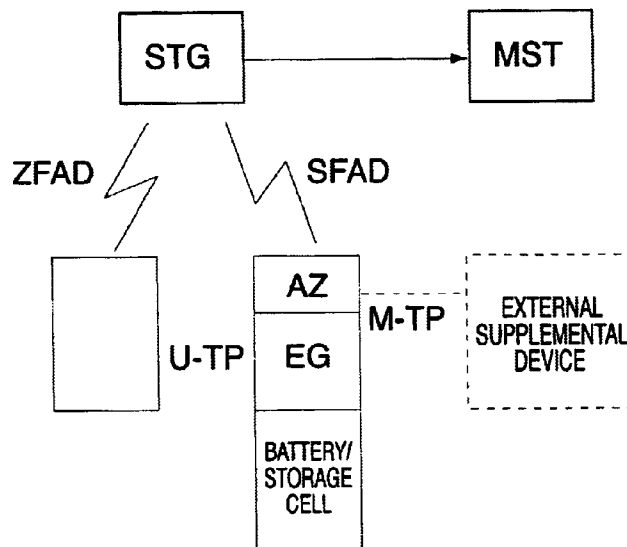 STG
MST
ZFAD
SFAD
AZ
M-TP
EXTERNAL
SUPPLEMENTAL
DEVICE
U-TP
EG
BATTERY/
STORAGE
CELL